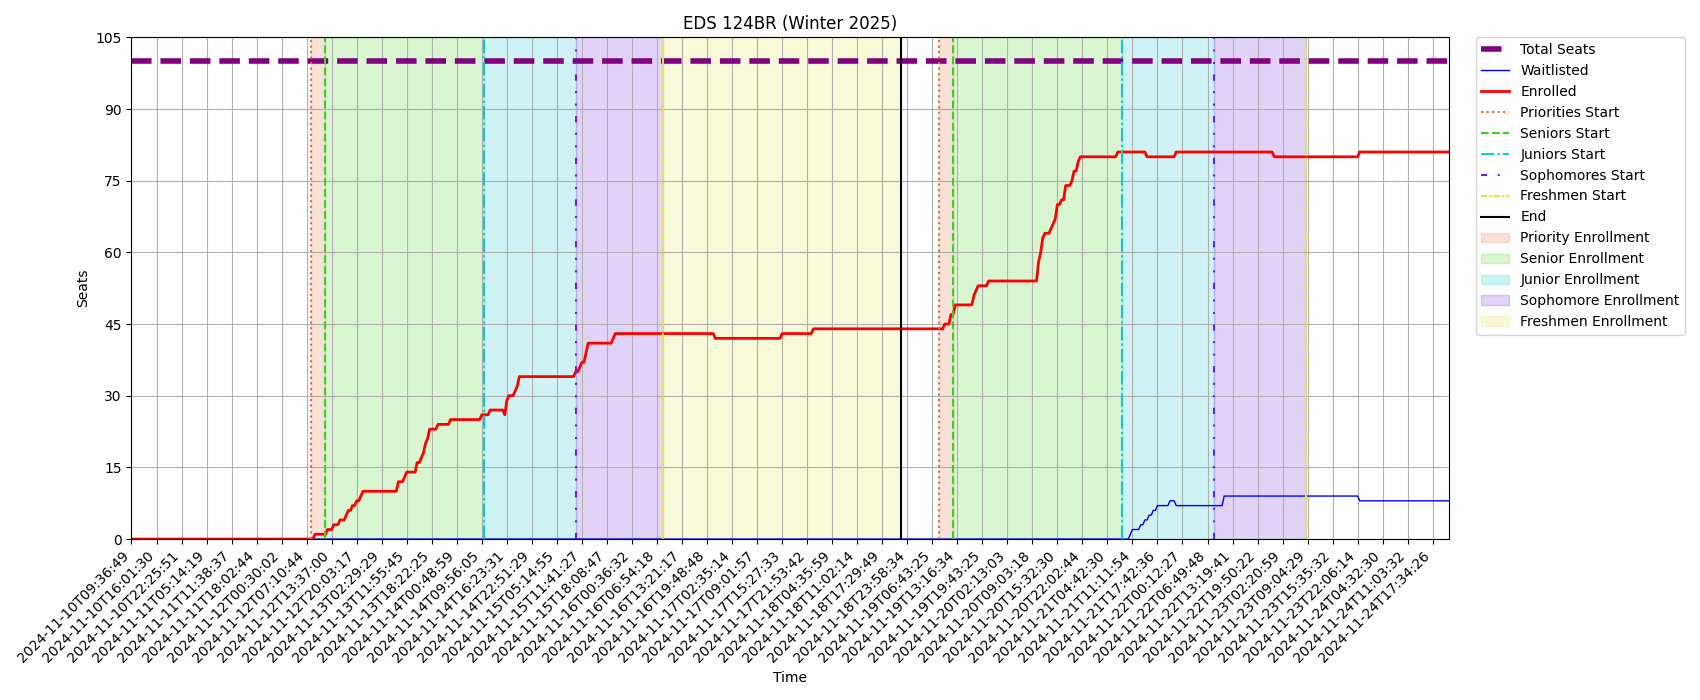 EDS 124BR (Winter 2025)
105
90
75
60
45
30
15
0
Seats
2024-11-10T09:36:49
2024-11-10T16:01:30
2024-11-10T22:25:51
2024-11-11T05:14:19
2024-11-11T11:38:37
2024-11-11T18:02:44
2024-11-12T00:30:02
2024-11-12T07:10:44
2024-11-12T13:37:00
2024-11-12T20:03:17
2024-11-13T02:29:29
2024-11-13T11:55:45
2024-11-13T18:22:25
2024-11-14T00:48:59
2024-11-14T09:56:05
2024-11-14T16:23:31
2024-11-14T22:51:29
2024-11-15T05:14:55
2024-11-15T11:41:27
2024-11-15T18:08:47
2024-11-16T00:36:32
2024-11-16T06:54:18
2024-11-16T13:21:17
2024-11-16T19:48:48
2024-11-17T02:35:14
2024-11-17T09:01:57
2024-11-17T15:27:33
2024-11-17T21:53:42
2024-11-18T04:35:59
2024-11-18T11:02:14
2024-11-18T17:29:49
2024-11-18T23:58:34
2024-11-19T06:43:25
2024-11-19T13:16:34
2024-11-19T19:43:25
2024-11-20T02:13:03
2024-11-20T09:03:18
2024-11-20T15:32:30
2024-11-20T22:02:44
2024-11-21T04:42:30
2024-11-21T11:11:54
2024-11-21T17:42:36
2024-11-22T00:12:27
2024-11-22T06:49:48
2024-11-22T13:19:41
2024-11-22T19:50:22
2024-11-23T02:20:59
2024-11-23T09:04:29
2024-11-23T15:35:32
2024-11-23T22:06:14
2024-11-24T04:32:30
2024-11-24T11:03:32
2024-11-24T17:34:26
Time
Total Seats
Waitlisted
Enrolled
Priorities Start
Seniors Start
Juniors Start
Sophomores Start
Freshmen Start
End
Priority Enrollment
Senior Enrollment
Junior Enrollment
Sophomore Enrollment
Freshmen Enrollment